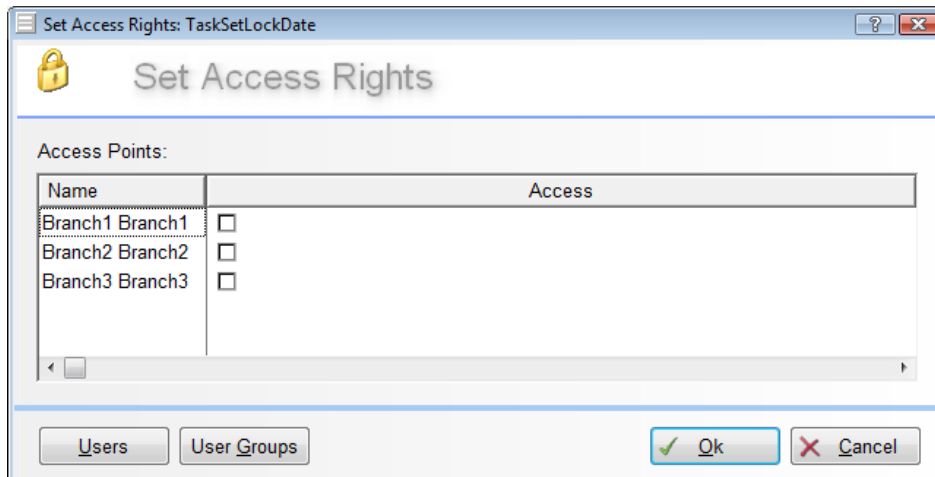 Set Access Rights: TaskSetLockDate
Set Access Rights
Access Points:
Name Access
Branch1 Branch1
Branch2 Branch2
Branch3 Branch3
Users User Groups Ok Cancel